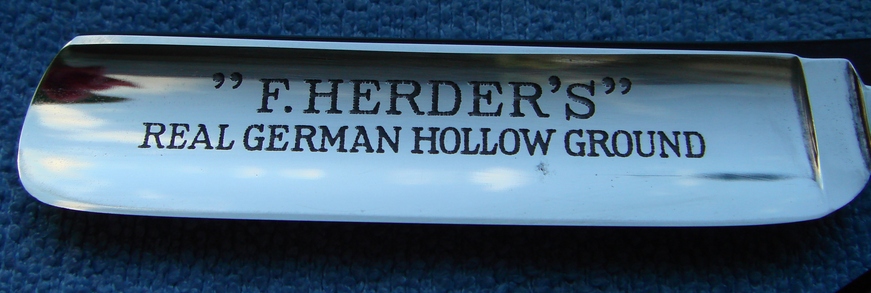 ” F. HERDER’S ”
REAL GERMAN HOLLOW GROUND